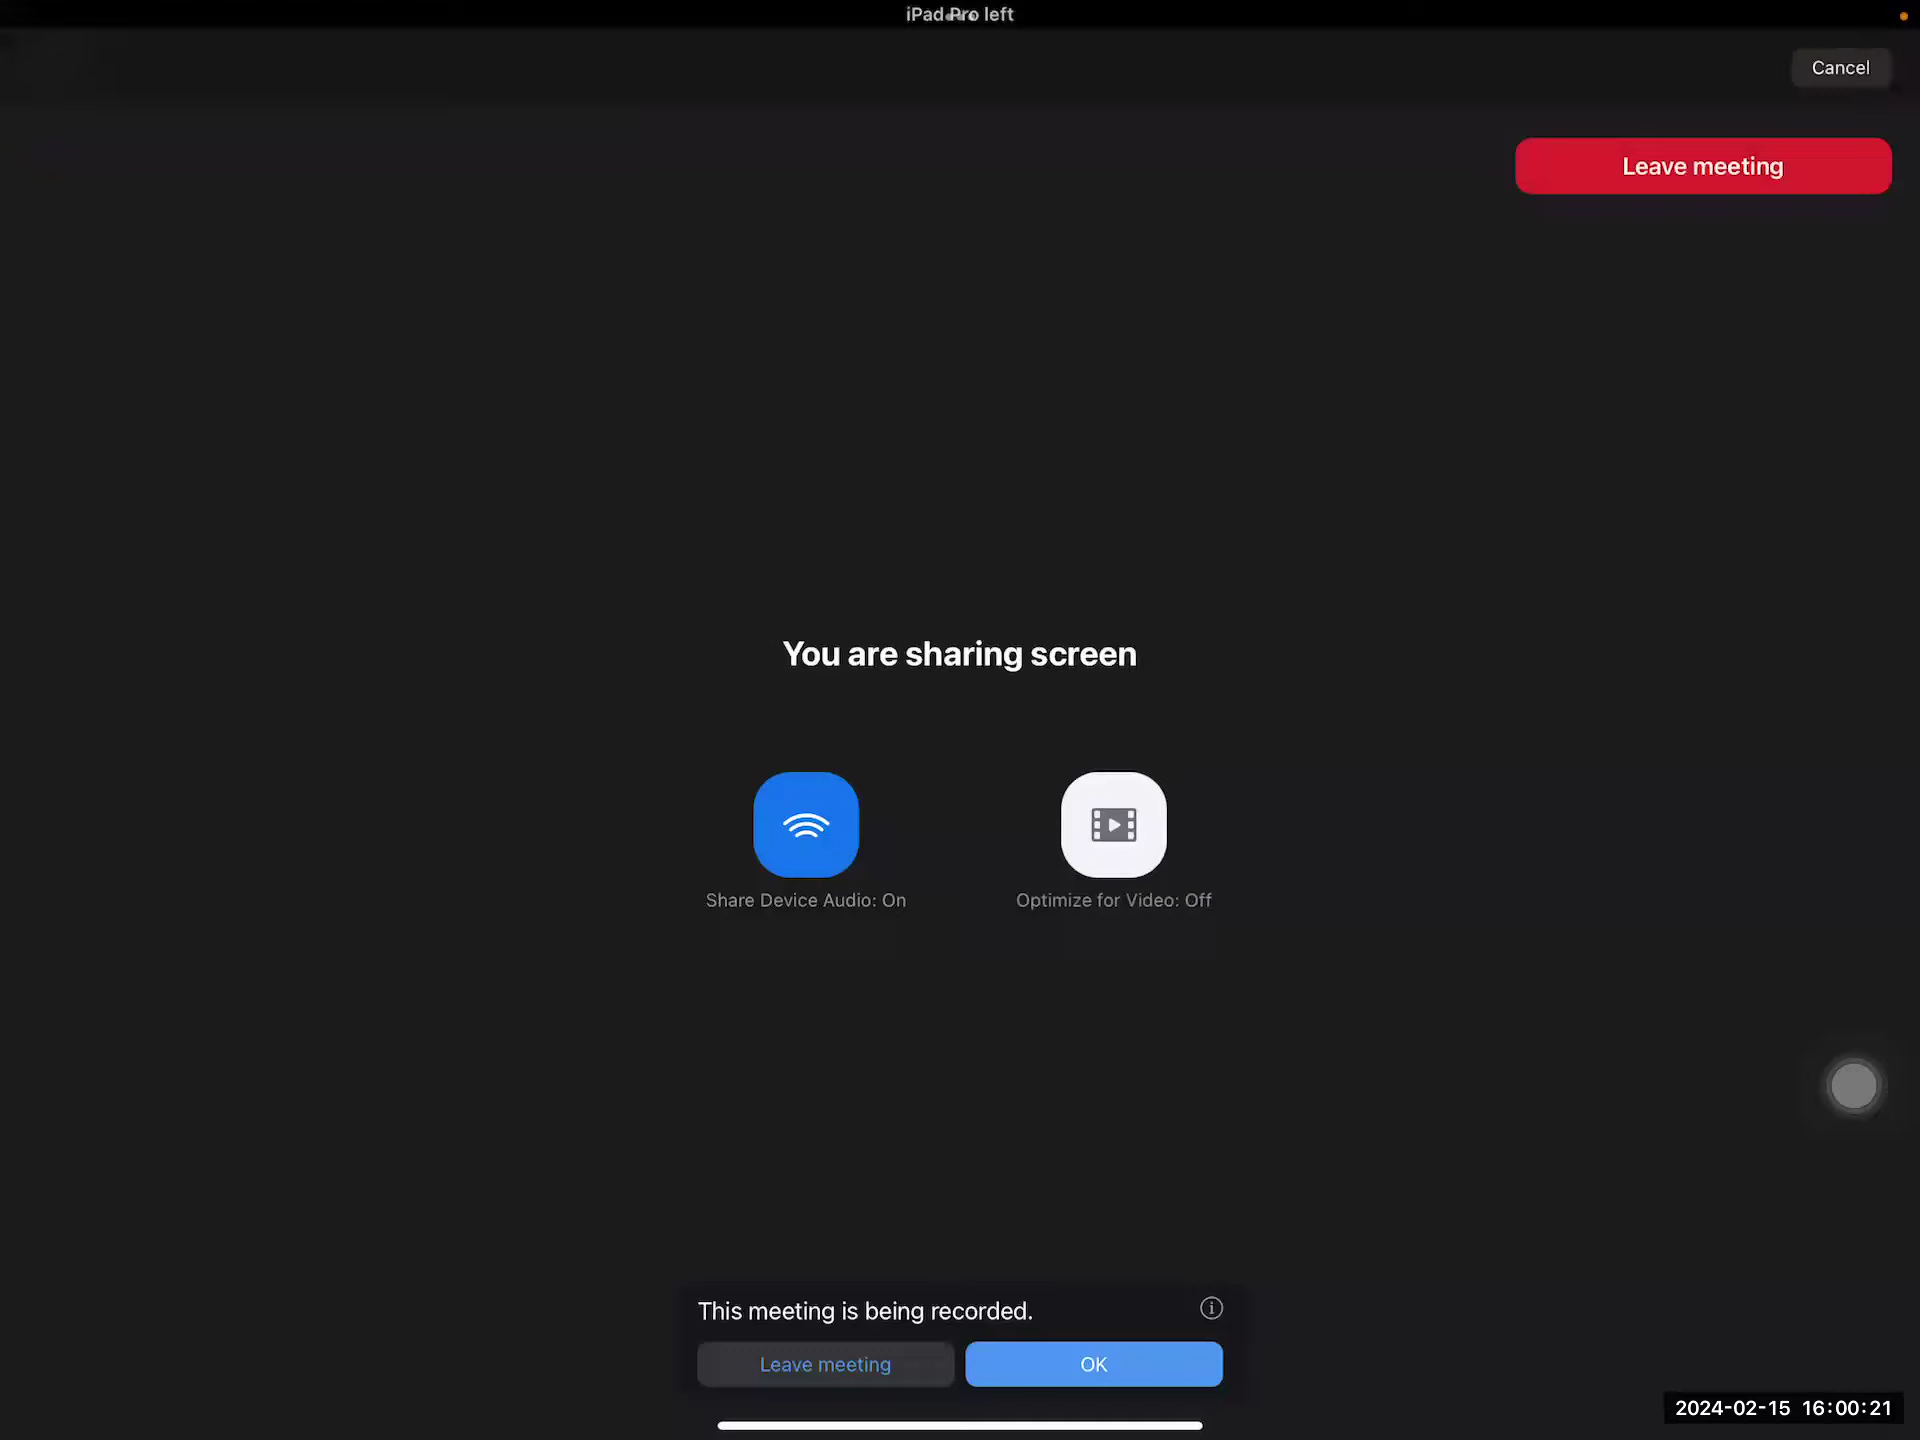 iPad Pro left
Cancel
Leave meeting
You are sharing screen
Share Device Audio: On
Optimize for Video: Off
This meeting is being recorded.
Leave meeting
OK
2024-02-15 16:00:21